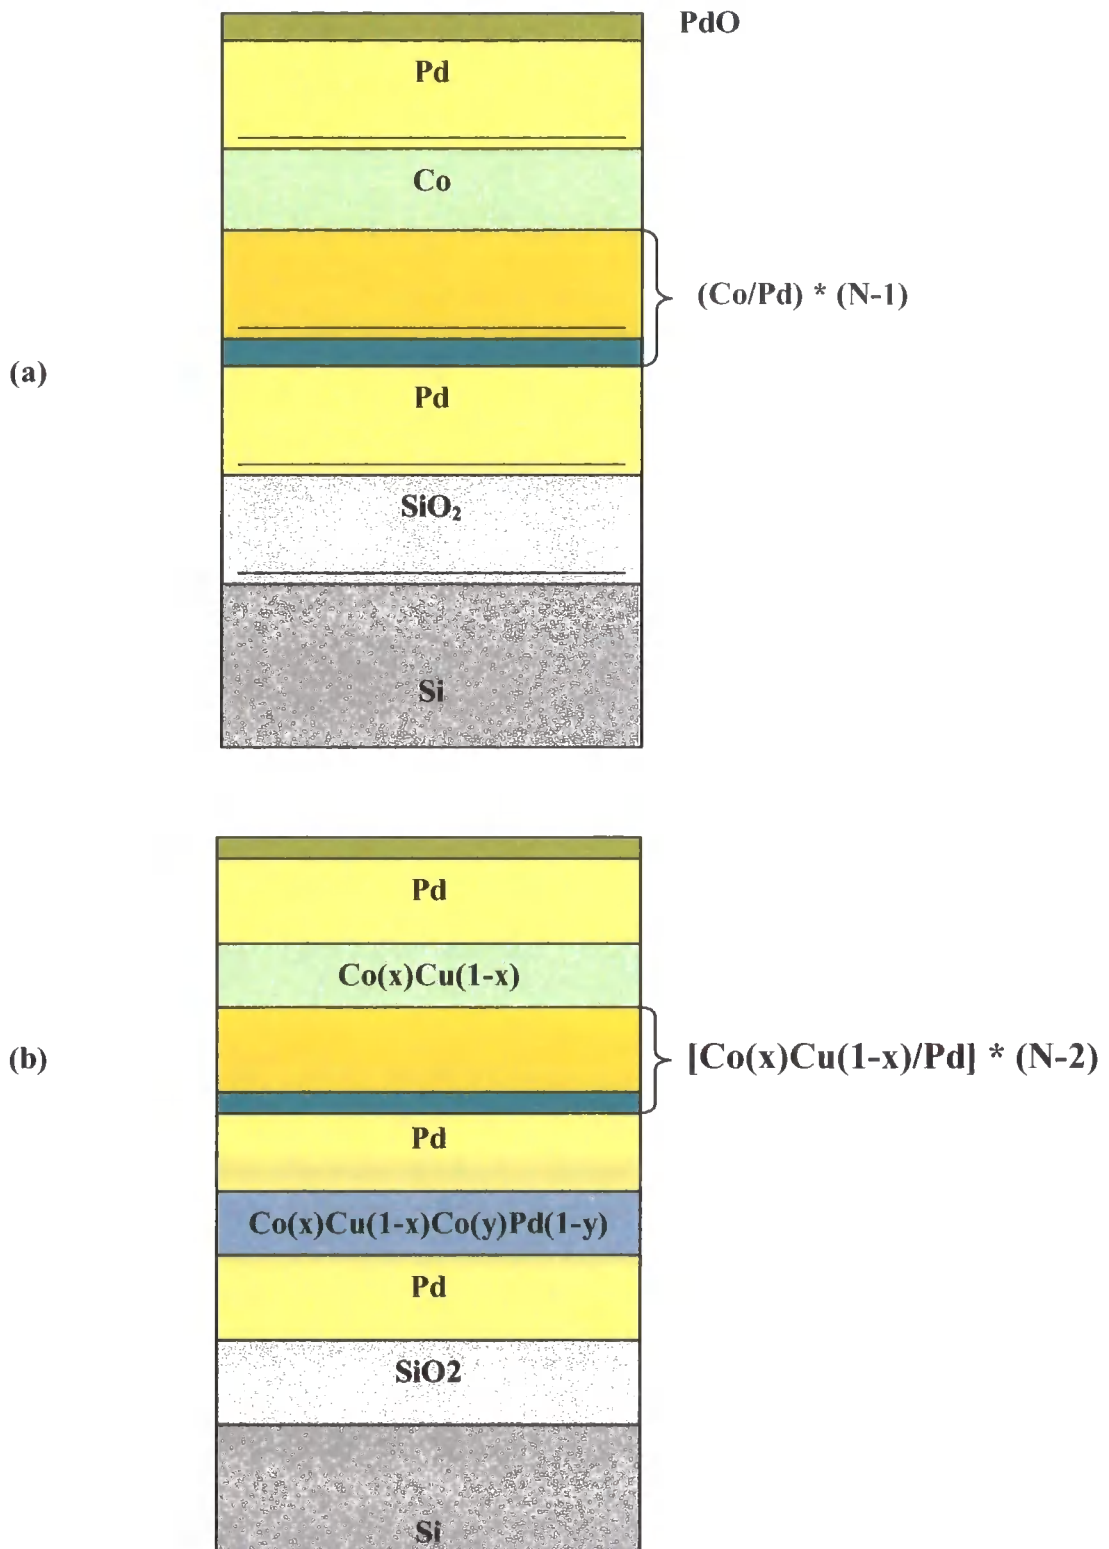 PdO
Pd
Co
(Co/Pd) * (N-1)
(a)
Pd
SiO₂
Si
Pd
Co(x)Cu(1-x)
(b)
[Co(x)Cu(1-x)/Pd] * (N-2)
Pd
Co(x)Cu(1-x)Co(y)Pd(1-y)
Pd
SiO2
Si